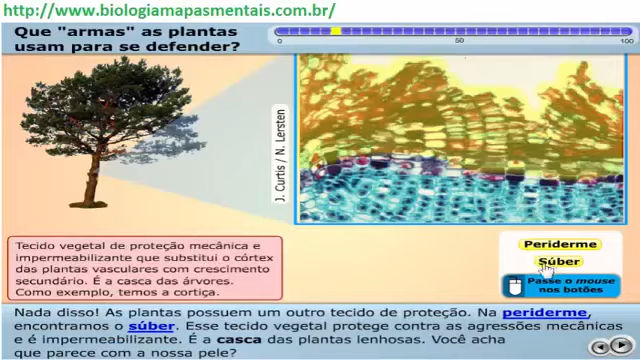 http://www.biologiamapasmentais.com.br/
Que "armas" as plantas
usam para se defender?
0 50 100
J. Curtis / N. Lersten
Tecido vegetal de proteção mecânica e
impermeabilizante que substitui o córtex
das plantas vasculares com crescimento
secundário. É a casca das árvores.
Como exemplo, temos a cortiça.
Periderme
Súber
Passe o mouse
nos botões
Nada disso! As plantas possuem um outro tecido de proteção. Na periderme,
encontramos o súber. Esse tecido vegetal protege contra as agressões mecânicas
e é impermeabilizante. É a casca das plantas lenhosas. Você acha
que parece com a nossa pele?